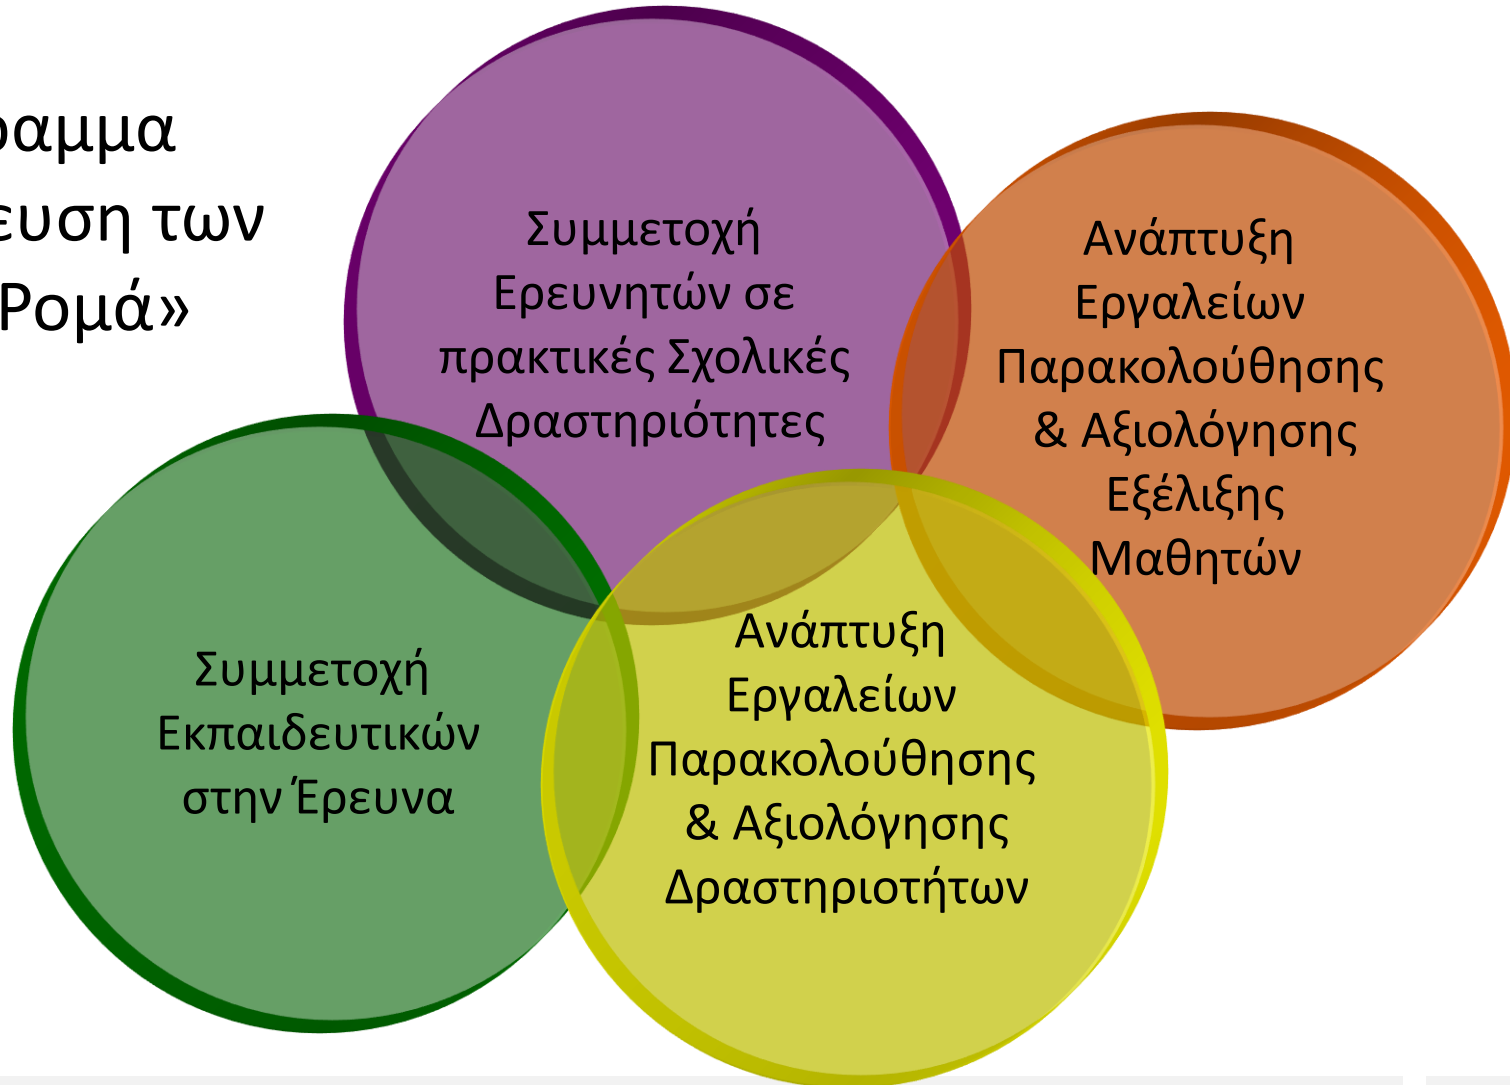 ραμμα
ευση των
Ρομά»
Συμμετοχή
Ερευνητών σε
πρακτικές Σχολικές
Δραστηριότητες
Ανάπτυξη
Εργαλείων
Παρακολούθησης
& Αξιολόγησης
Εξέλιξης
Μαθητών
Συμμετοχή
Εκπαιδευτικών
στην Έρευνα
Ανάπτυξη
Εργαλείων
Παρακολούθησης
& Αξιολόγησης
Δραστηριοτήτων